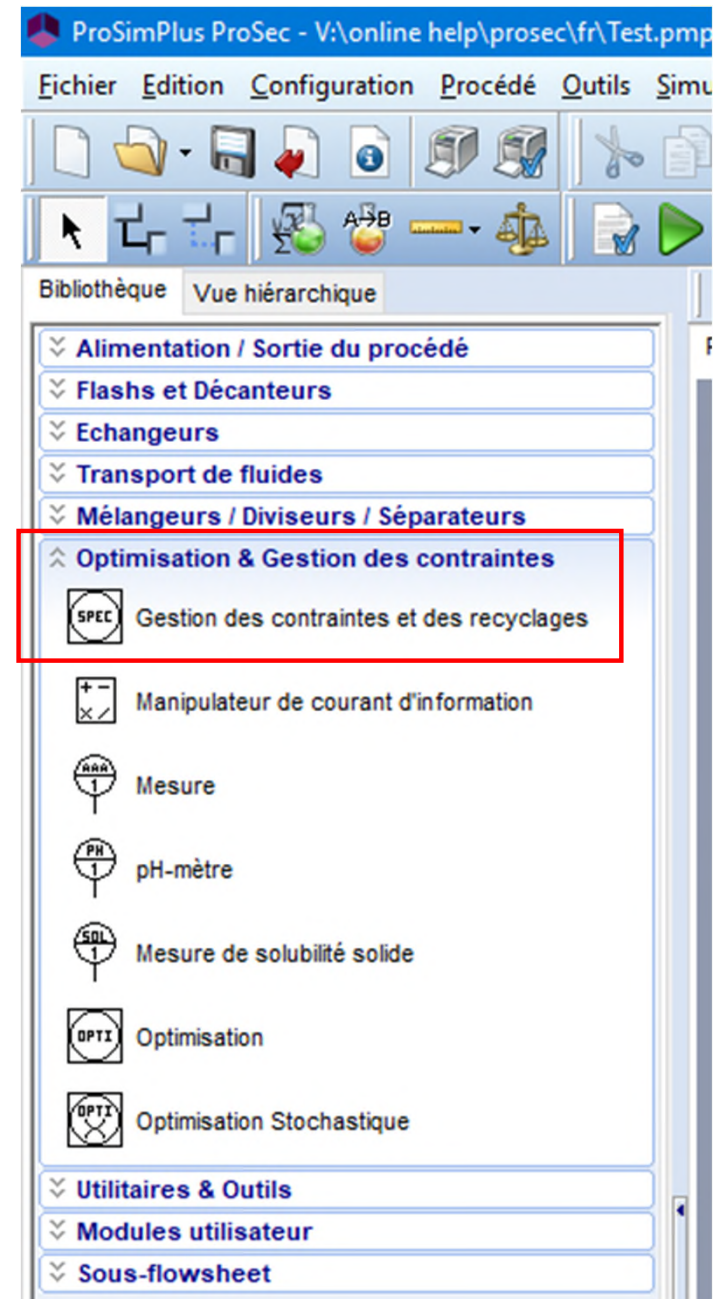 ProSimPlus ProSec - V:\online help\prosec\fr\Test.pmp
Fichier Edition Configuration Procédé Outils Simu
A→B
Bibliothèque Vue hiérarchique
Alimentation / Sortie du procédé
Flashs et Décanteurs
Echangeurs
Transport de fluides
Mélangeurs / Diviseurs / Séparateurs
Optimisation & Gestion des contraintes
SPEC Gestion des contraintes et des recyclages
Manipulateur de courant d'information
AAA 1 Mesure
PH 1 pH-mètre
SOL 1 Mesure de solubilité solide
OPTI Optimisation
OPTI Optimisation Stochastique
Utilitaires & Outils
Modules utilisateur
Sous-flowsheet